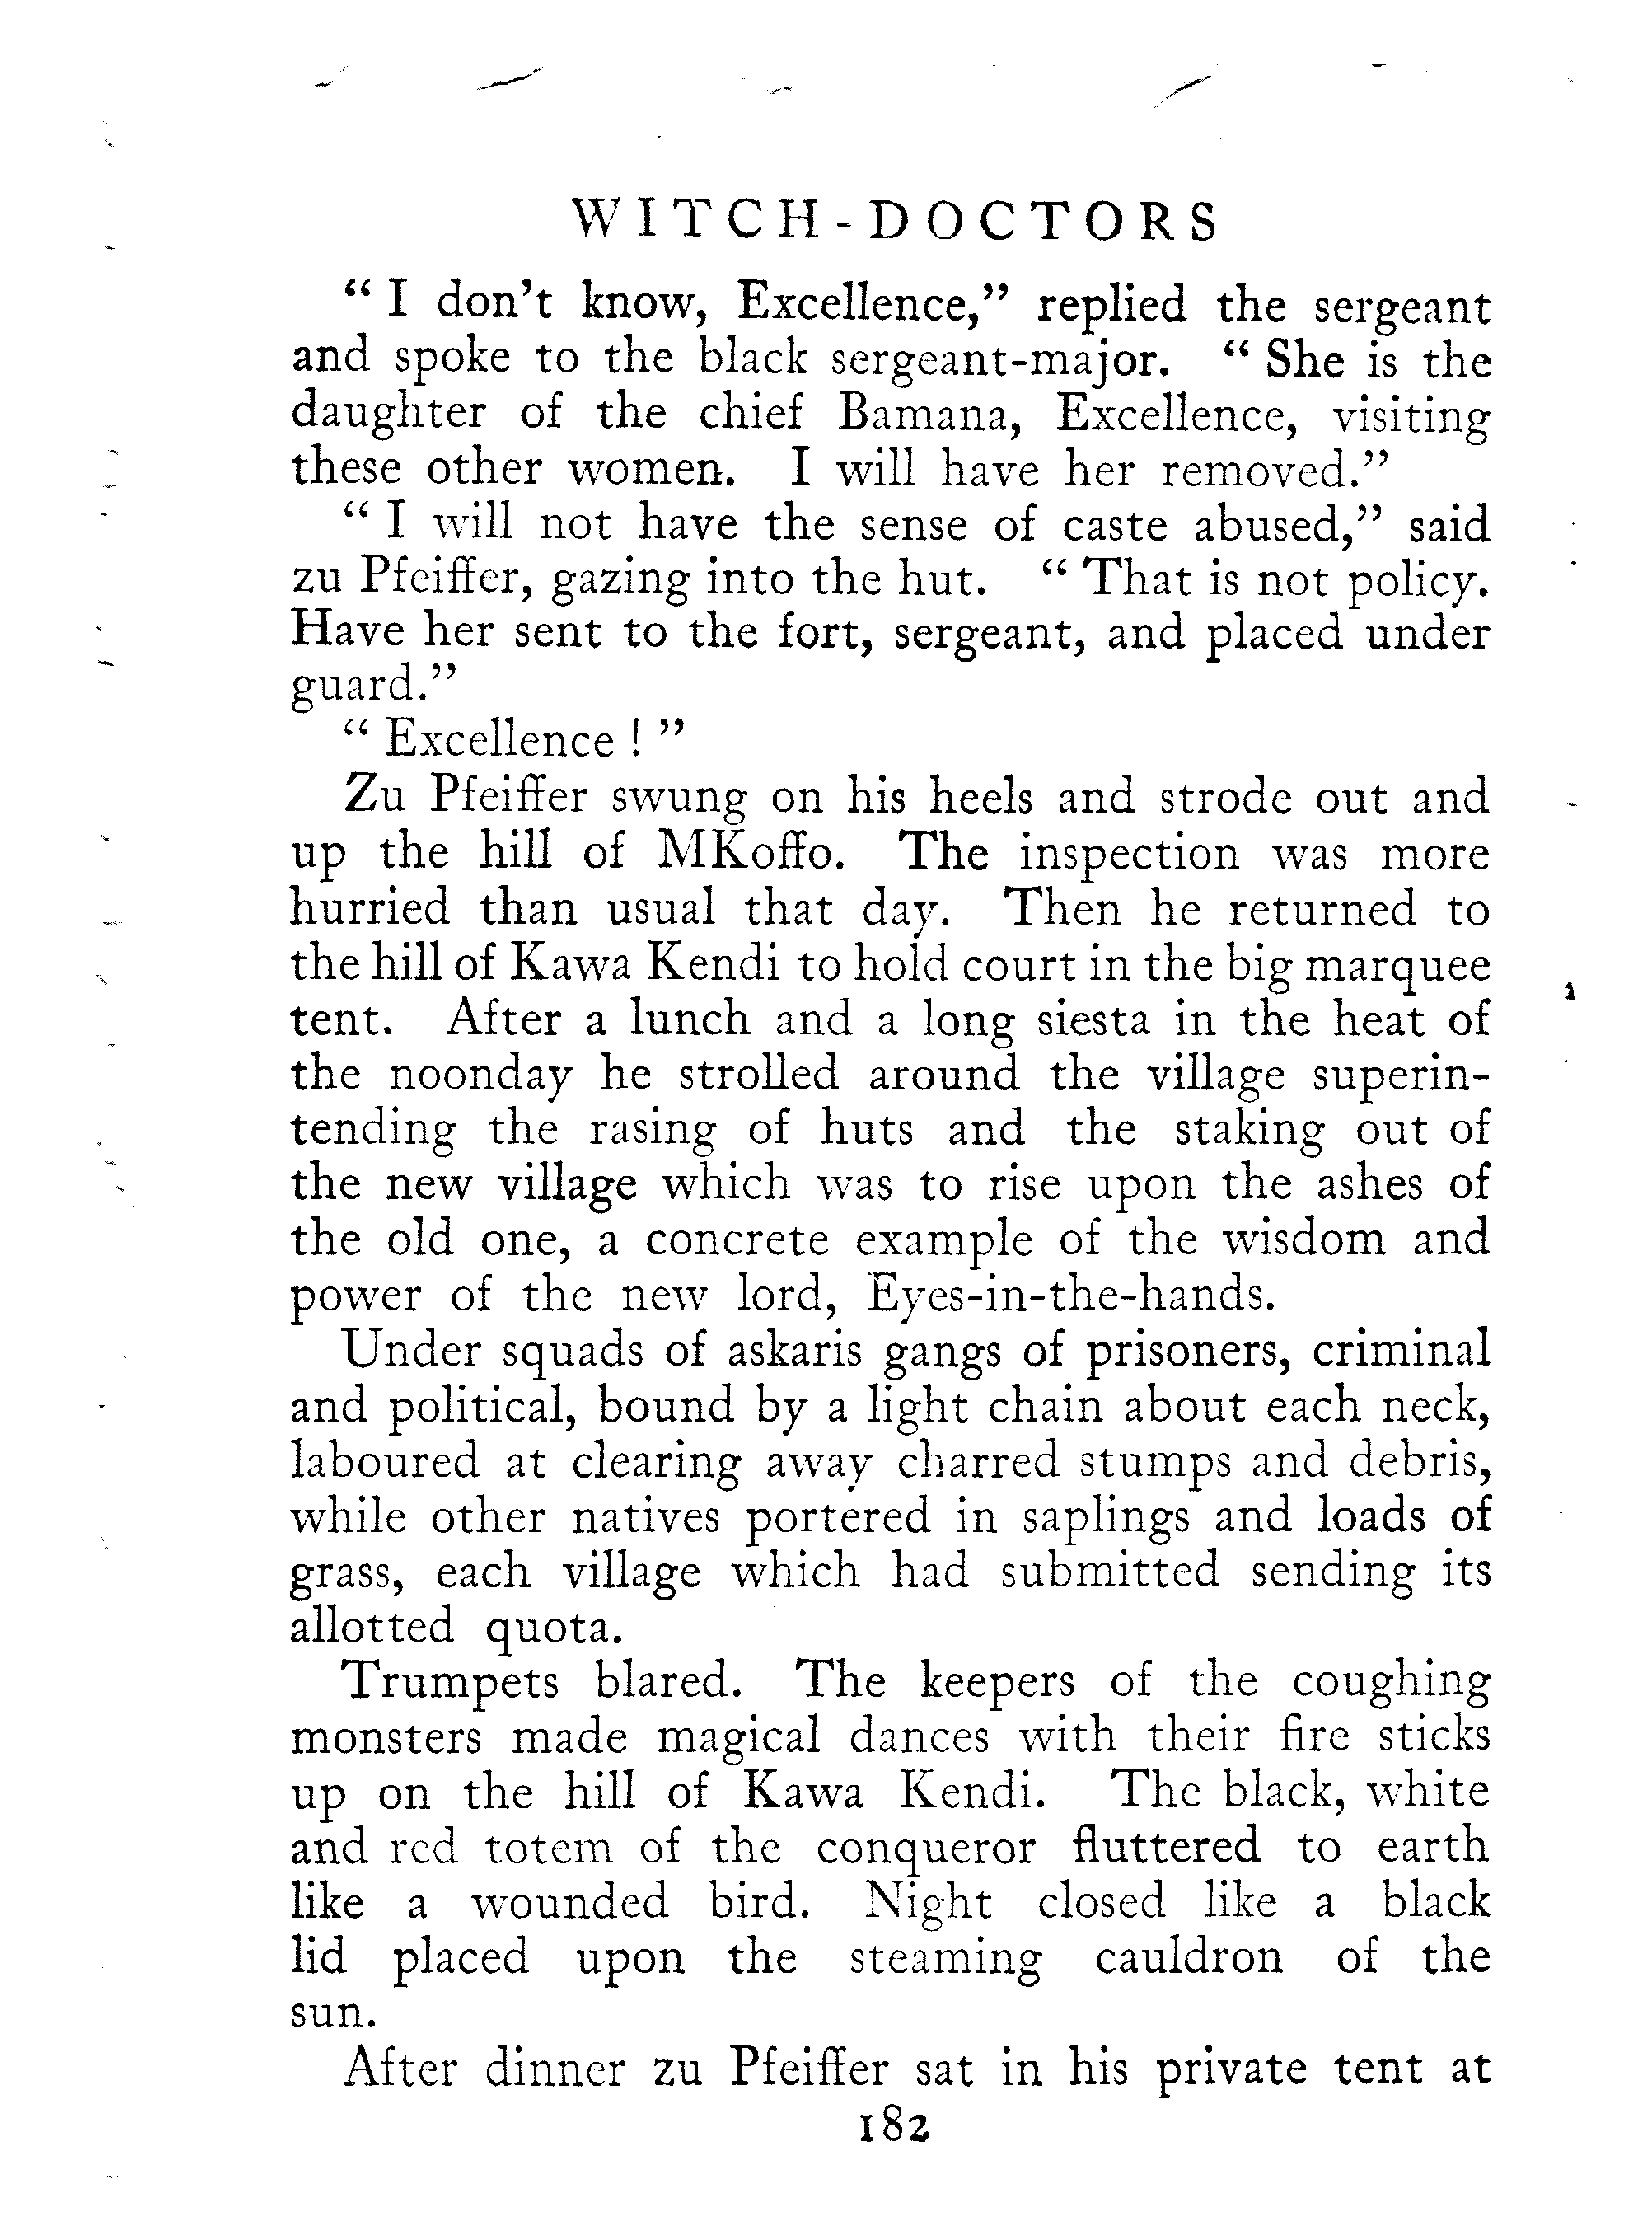 WITCH-DOCTORS
“ I don’t know, Excellence,” replied the sergeant
and spoke to the black sergeant-major. “ She is the
daughter of the chief Bamana, Excellence, visiting
these other women. I will have her removed.”
“ I will not have the sense of caste abused,” said
zu Pfeiffer, gazing into the hut. “ That is not policy.
Have her sent to the fort, sergeant, and placed under
guard.”
“ Excellence ! ”
Zu Pfeiffer swung on his heels and strode out and
up the hill of MKoffo. The inspection was more
hurried than usual that day. Then he returned to
the hill of Kawa Kendi to hold court in the big marquee
tent. After a lunch and a long siesta in the heat of
the noonday he strolled around the village superin-
tending the rasing of huts and the staking out of
the new village which was to rise upon the ashes of
the old one, a concrete example of the wisdom and
power of the new lord, Eyes-in-the-hands.
Under squads of askaris gangs of prisoners, criminal
and political, bound by a light chain about each neck,
laboured at clearing away charred stumps and debris,
while other natives portered in saplings and loads of
grass, each village which had submitted sending its
allotted quota.
Trumpets blared. The keepers of the coughing
monsters made magical dances with their fire sticks
up on the hill of Kawa Kendi. The black, white
and red totem of the conqueror fluttered to earth
like a wounded bird. Night closed like a black
lid placed upon the steaming cauldron of the
sun.
After dinner zu Pfeiffer sat in his private tent at
182